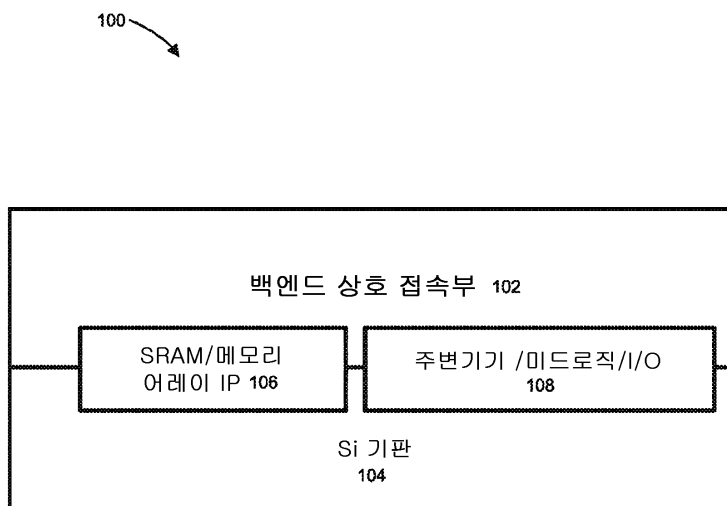 100
백엔드 상호 접속부 102
SRAM/메모리
어레이 IP 106
주변기기 /미드로직/I/O
108
Si 기판
104